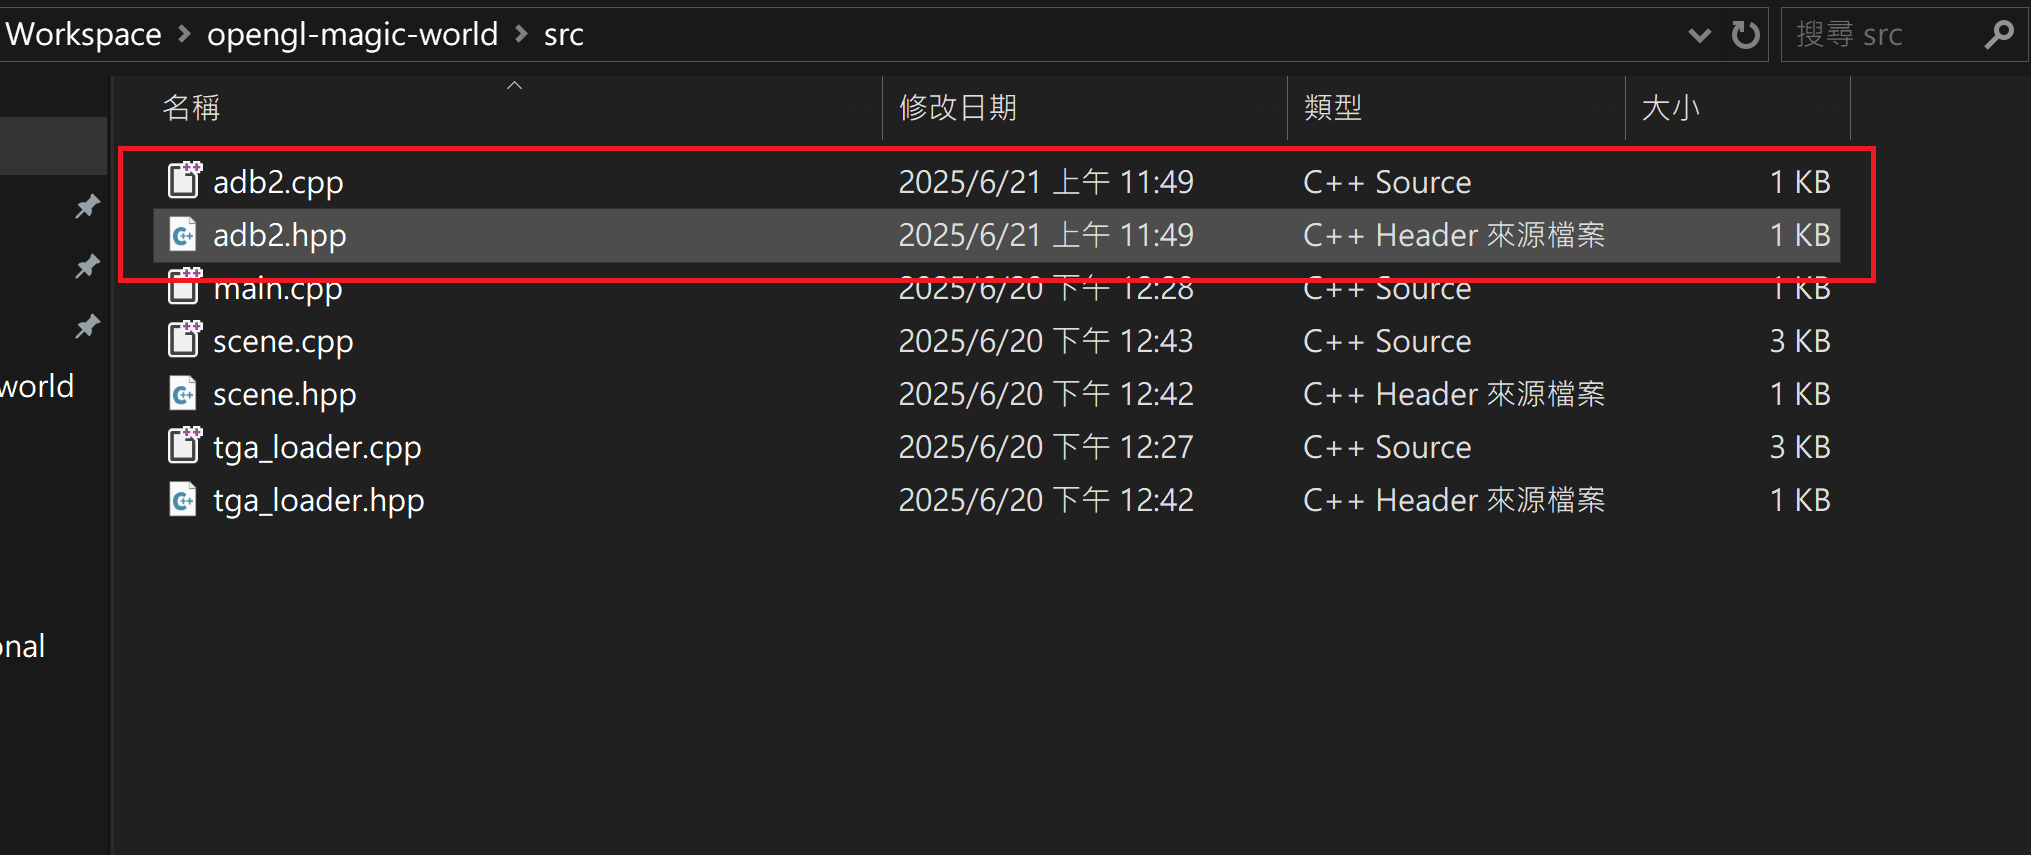 Workspace > opengl-magic-world > src 搜尋 src
名稱 修改日期 類型 大小
adb2.cpp 2025/6/21 上午 11:49 C++ Source 1 KB
adb2.hpp 2025/6/21 上午 11:49 C++ Header 來源檔案 1 KB
main.cpp 2025/6/20 下午 12:28 C++ Source 1 KB
scene.cpp 2025/6/20 下午 12:43 C++ Source 3 KB
world scene.hpp 2025/6/20 下午 12:42 C++ Header 來源檔案 1 KB
tga_loader.cpp 2025/6/20 下午 12:27 C++ Source 3 KB
tga_loader.hpp 2025/6/20 下午 12:42 C++ Header 來源檔案 1 KB
onal